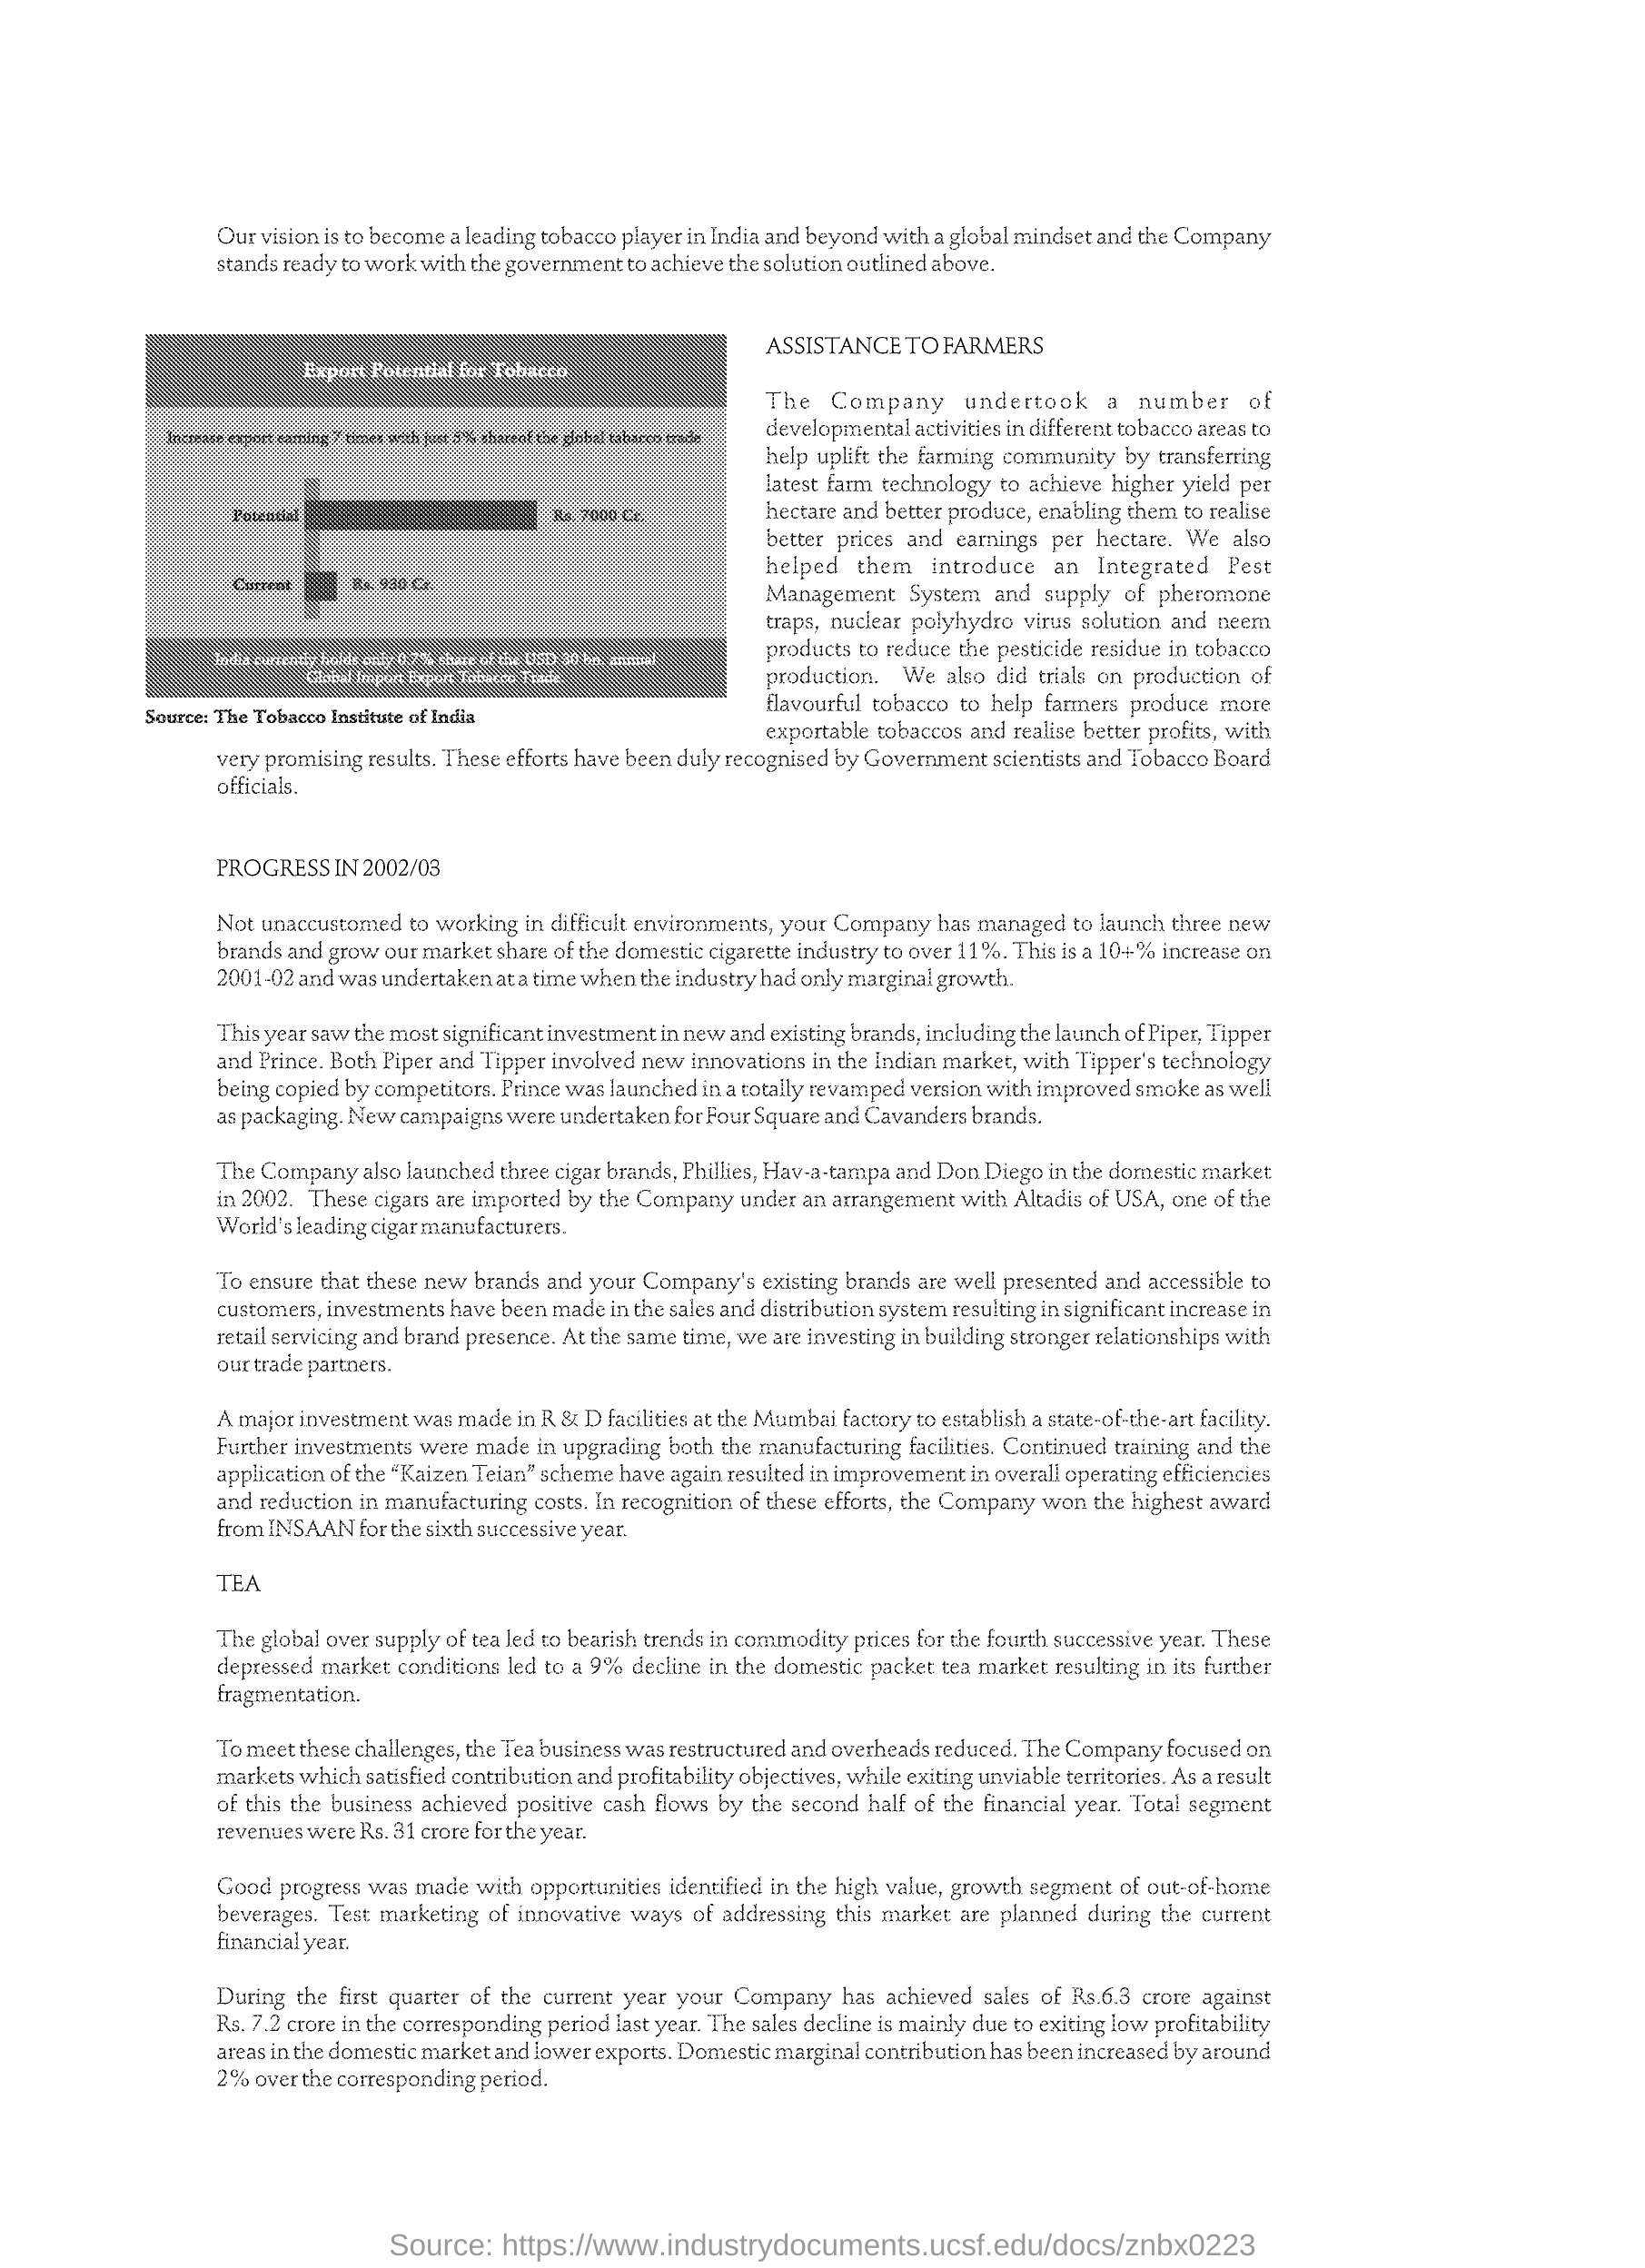 Our vision is to become a leading tobacco player in India and beyond with a global mindset and the Company
stands ready to work with the government to achieve the solution outlined above.
Export Potential for Tobacco
Increase export earning 7 times with just 5% shareof the global tabacco trade
Potential Rs. 7000 Cr.
Current Rs. 930 Cr.
India currently holds only 0.7% share of the USD 30 bn. annual
Global Import Export Tobacco Trade
Source: The Tobacco Institute of India
ASSISTANCE TO FARMERS
The Company undertook a number of
developmental activities in different tobacco areas to
help uplift the farming community by transferring
latest farm technology to achieve higher yield per
hectare and better produce, enabling them to realise
better prices and earnings per hectare. We also
helped them introduce an Integrated Pest
Management System and supply of pheromone
traps, nuclear polyhydro virus solution and neem
products to reduce the pesticide residue in tobacco
production. We also did trials on production of
flavourful tobacco to help farmers produce more
exportable tobaccos and realise better profits, with
very promising results. These efforts have been duly recognised by Government scientists and Tobacco Board
officials.
PROGRESS IN 2002/03
Not unaccustomed to working in difficult environments, your Company has managed to launch three new
brands and grow our market share of the domestic cigarette industry to over 11%. This is a 10+% increase on
2001-02 and was undertaken at a time when the industry had only marginal growth.
This year saw the most significant investment in new and existing brands, including the launch of Piper, Tipper
and Prince. Both Piper and Tipper involved new innovations in the Indian market, with Tipper's technology
being copied by competitors. Prince was launched in a totally revamped version with improved smoke as well
as packaging. New campaigns were undertaken for Four Square and Cavanders brands.
The Company also launched three cigar brands, Phillies, Hav-a-tampa and Don Diego in the domestic market
in 2002. These cigars are imported by the Company under an arrangement with Altadis of USA, one of the
World's leading cigar manufacturers.
To ensure that these new brands and your Company's existing brands are well presented and accessible to
customers, investments have been made in the sales and distribution system resulting in significant increase in
retail servicing and brand presence. At the same time, we are investing in building stronger relationships with
our trade partners.
A major investment was made in R & D facilities at the Mumbai factory to establish a state-of-the-art facility.
Further investments were made in upgrading both the manufacturing facilities. Continued training and the
application of the “Kaizen Teian” scheme have again resulted in improvement in overall operating efficiencies
and reduction in manufacturing costs. In recognition of these efforts, the Company won the highest award
from INSAAN for the sixth successive year.
TEA
The global over supply of tea led to bearish trends in commodity prices for the fourth successive year. These
depressed market conditions led to a 9% decline in the domestic packet tea market resulting in its further
fragmentation.
To meet these challenges, the Tea business was restructured and overheads reduced. The Company focused on
markets which satisfied contribution and profitability objectives, while exiting unviable territories. As a result
of this the business achieved positive cash flows by the second half of the financial year. Total segment
revenues were Rs. 31 crore for the year.
Good progress was made with opportunities identified in the high value, growth segment of out-of-home
beverages. Test marketing of innovative ways of addressing this market are planned during the current
financial year.
During the first quarter of the current year your Company has achieved sales of Rs.6.3 crore against
Rs. 7.2 crore in the corresponding period last year. The sales decline is mainly due to exiting low profitability
areas in the domestic market and lower exports. Domestic marginal contribution has been increased by around
2% over the corresponding period.
Source: https://www.industrydocuments.ucsf.edu/docs/znbx0223